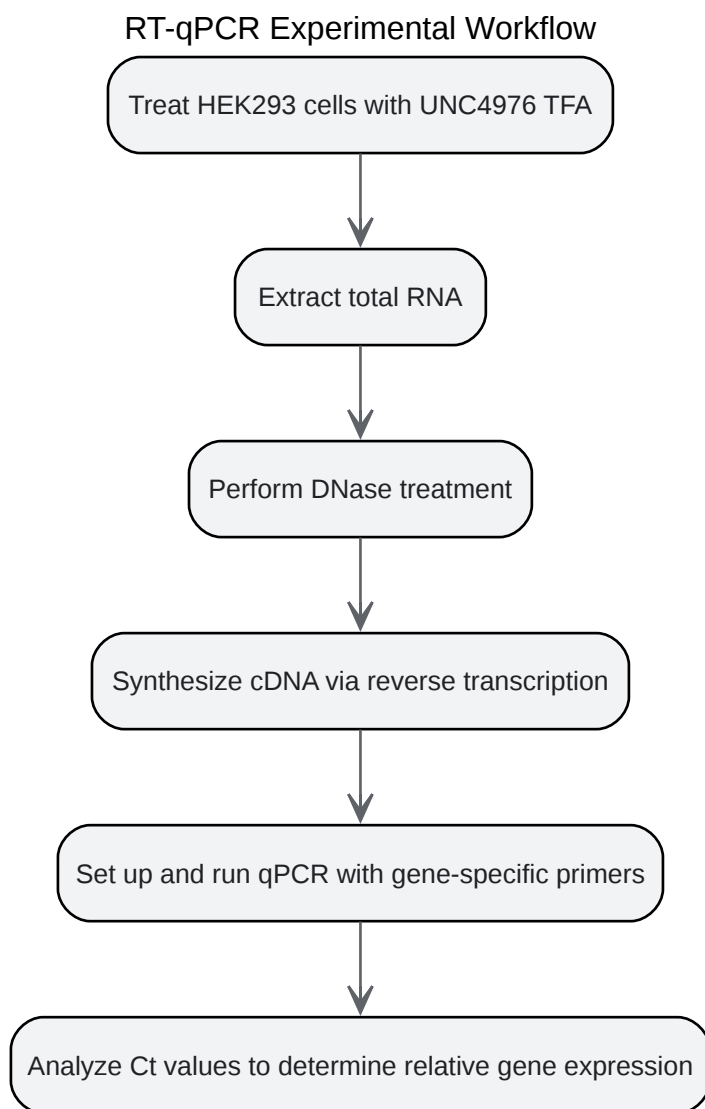 RT-qPCR Experimental Workflow
Treat HEK293 cells with UNC4976 TFA
Extract total RNA
Perform DNase treatment
Synthesize cDNA via reverse transcription
Set up and run qPCR with gene-specific primers
Analyze Ct values to determine relative gene expression